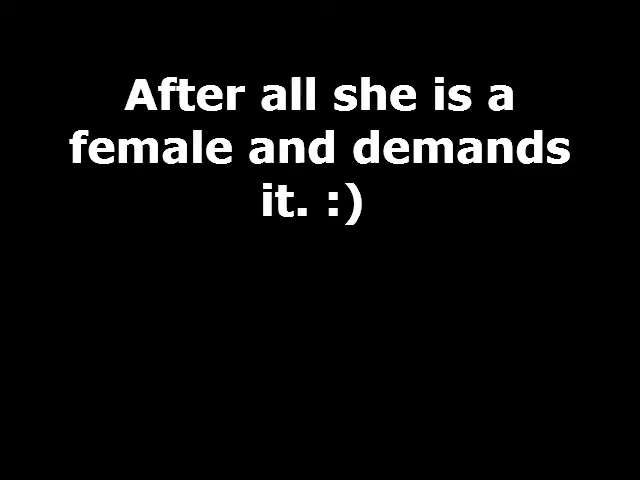 After all she is a
female and demands
it. :)